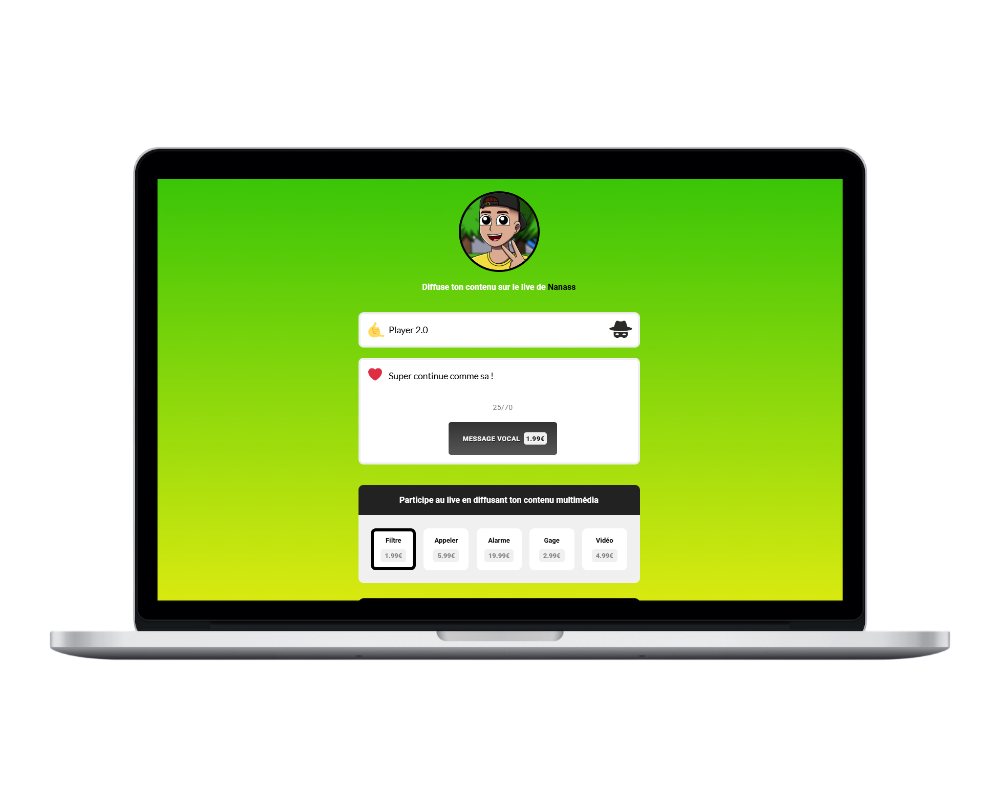 Diffuse ton contenu sur le live de Nanass
Player 2.0
Super continue comme sa !
25/70
MESSAGE VOCAL 1.99€
Participe au live en diffusant ton contenu multimédia
Filtre Appeler Alarme Gage Vidéo
1.99€ 5.99€ 19.99€ 2.99€ 4.99€